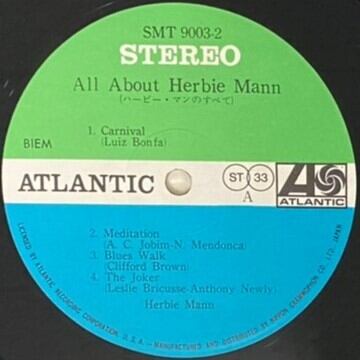 SMT 9003-2
STEREO
All About Herbie Mann
(ハービー・マンのすべて)
1. Carnival
(Luiz Bonfa)
BIEM
ATLANTIC
ST 33
A
ATLANTIC
2. Meditation
(A. C. Jobim-N. Mendonca)
3. Blues Walk
(Clifford Brown)
4. The Joker
(Leslie Bricusse-Anthony Newly)
Herbie Mann
LICENSED BY ATLANTIC RECORDING CORPORATION, U.S.A.-MANUFACTURED AND DISTRIBUTED BY NIPPON GRAMMOPHON CO., LTD., JAPAN